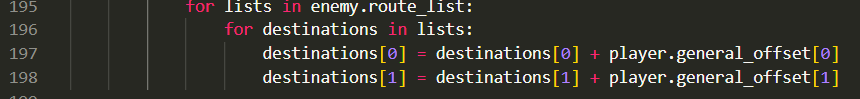 195 for lists in enemy.route_list:
196 for destinations in lists:
197 destinations[0] = destinations[0] + player.general_offset[0]
198 destinations[1] = destinations[1] + player.general_offset[1]